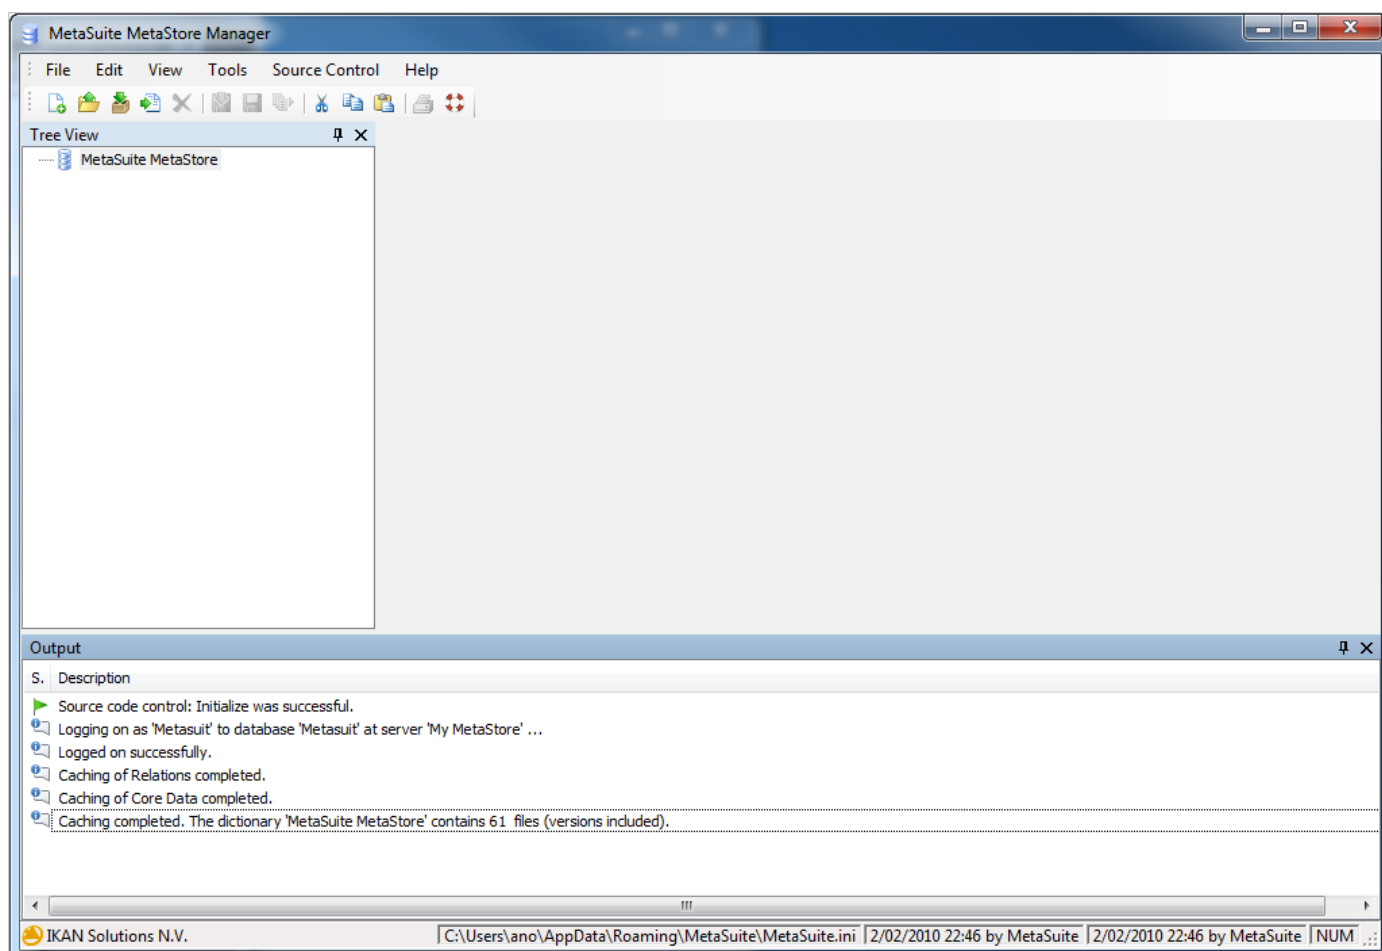 MetaSuite MetaStore Manager
File Edit View Tools Source Control Help
Tree View
MetaSuite MetaStore
Output
S. Description
Source code control: Initialize was successful.
Logging on as 'Metasuit' to database 'Metasuit' at server 'My MetaStore' ...
Logged on successfully.
Caching of Relations completed.
Caching of Core Data completed.
Caching completed. The dictionary 'MetaSuite MetaStore' contains 61 files (versions included).
IKAN Solutions N.V. C:\Users\ano\AppData\Roaming\MetaSuite\MetaSuite.ini 2/02/2010 22:46 by MetaSuite 2/02/2010 22:46 by MetaSuite NUM